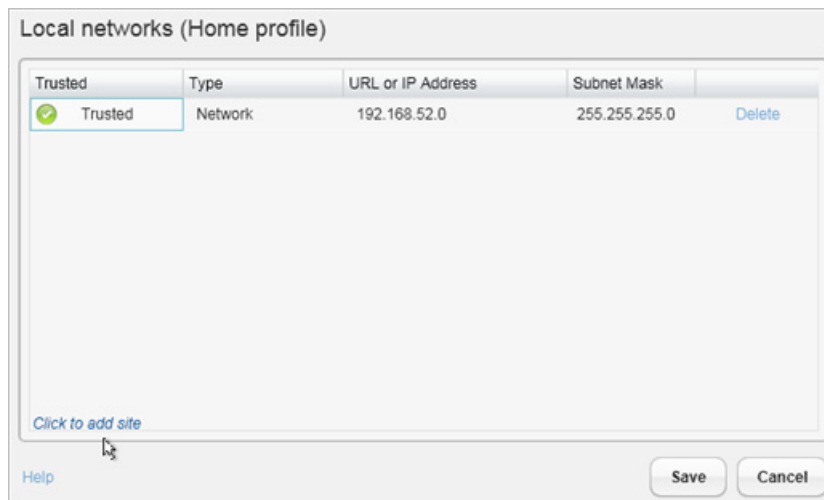 Local networks (Home profile)
Trusted Type URL or IP Address Subnet Mask
Trusted Network 192.168.52.0 255.255.255.0 Delete
Click to add site
Help Save Cancel